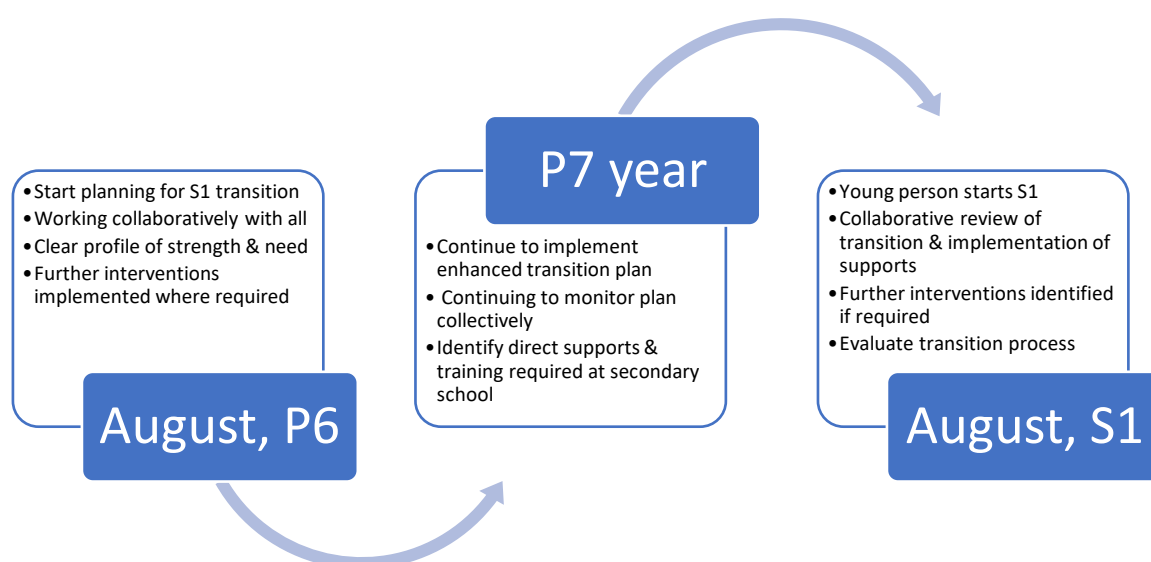 •Start planning for S1 transition
•Working collaboratively with all
•Clear profile of strength & need
•Further interventions
implemented where required
August, P6
P7 year
•Continue to implement
enhanced transition plan
• Continuing to monitor plan
collectively
•Identify direct supports &
training required at secondary
school
•Young person starts S1
•Collaborative review of
transition & implementation of
supports
•Further interventions identified
if required
•Evaluate transition process
August, S1